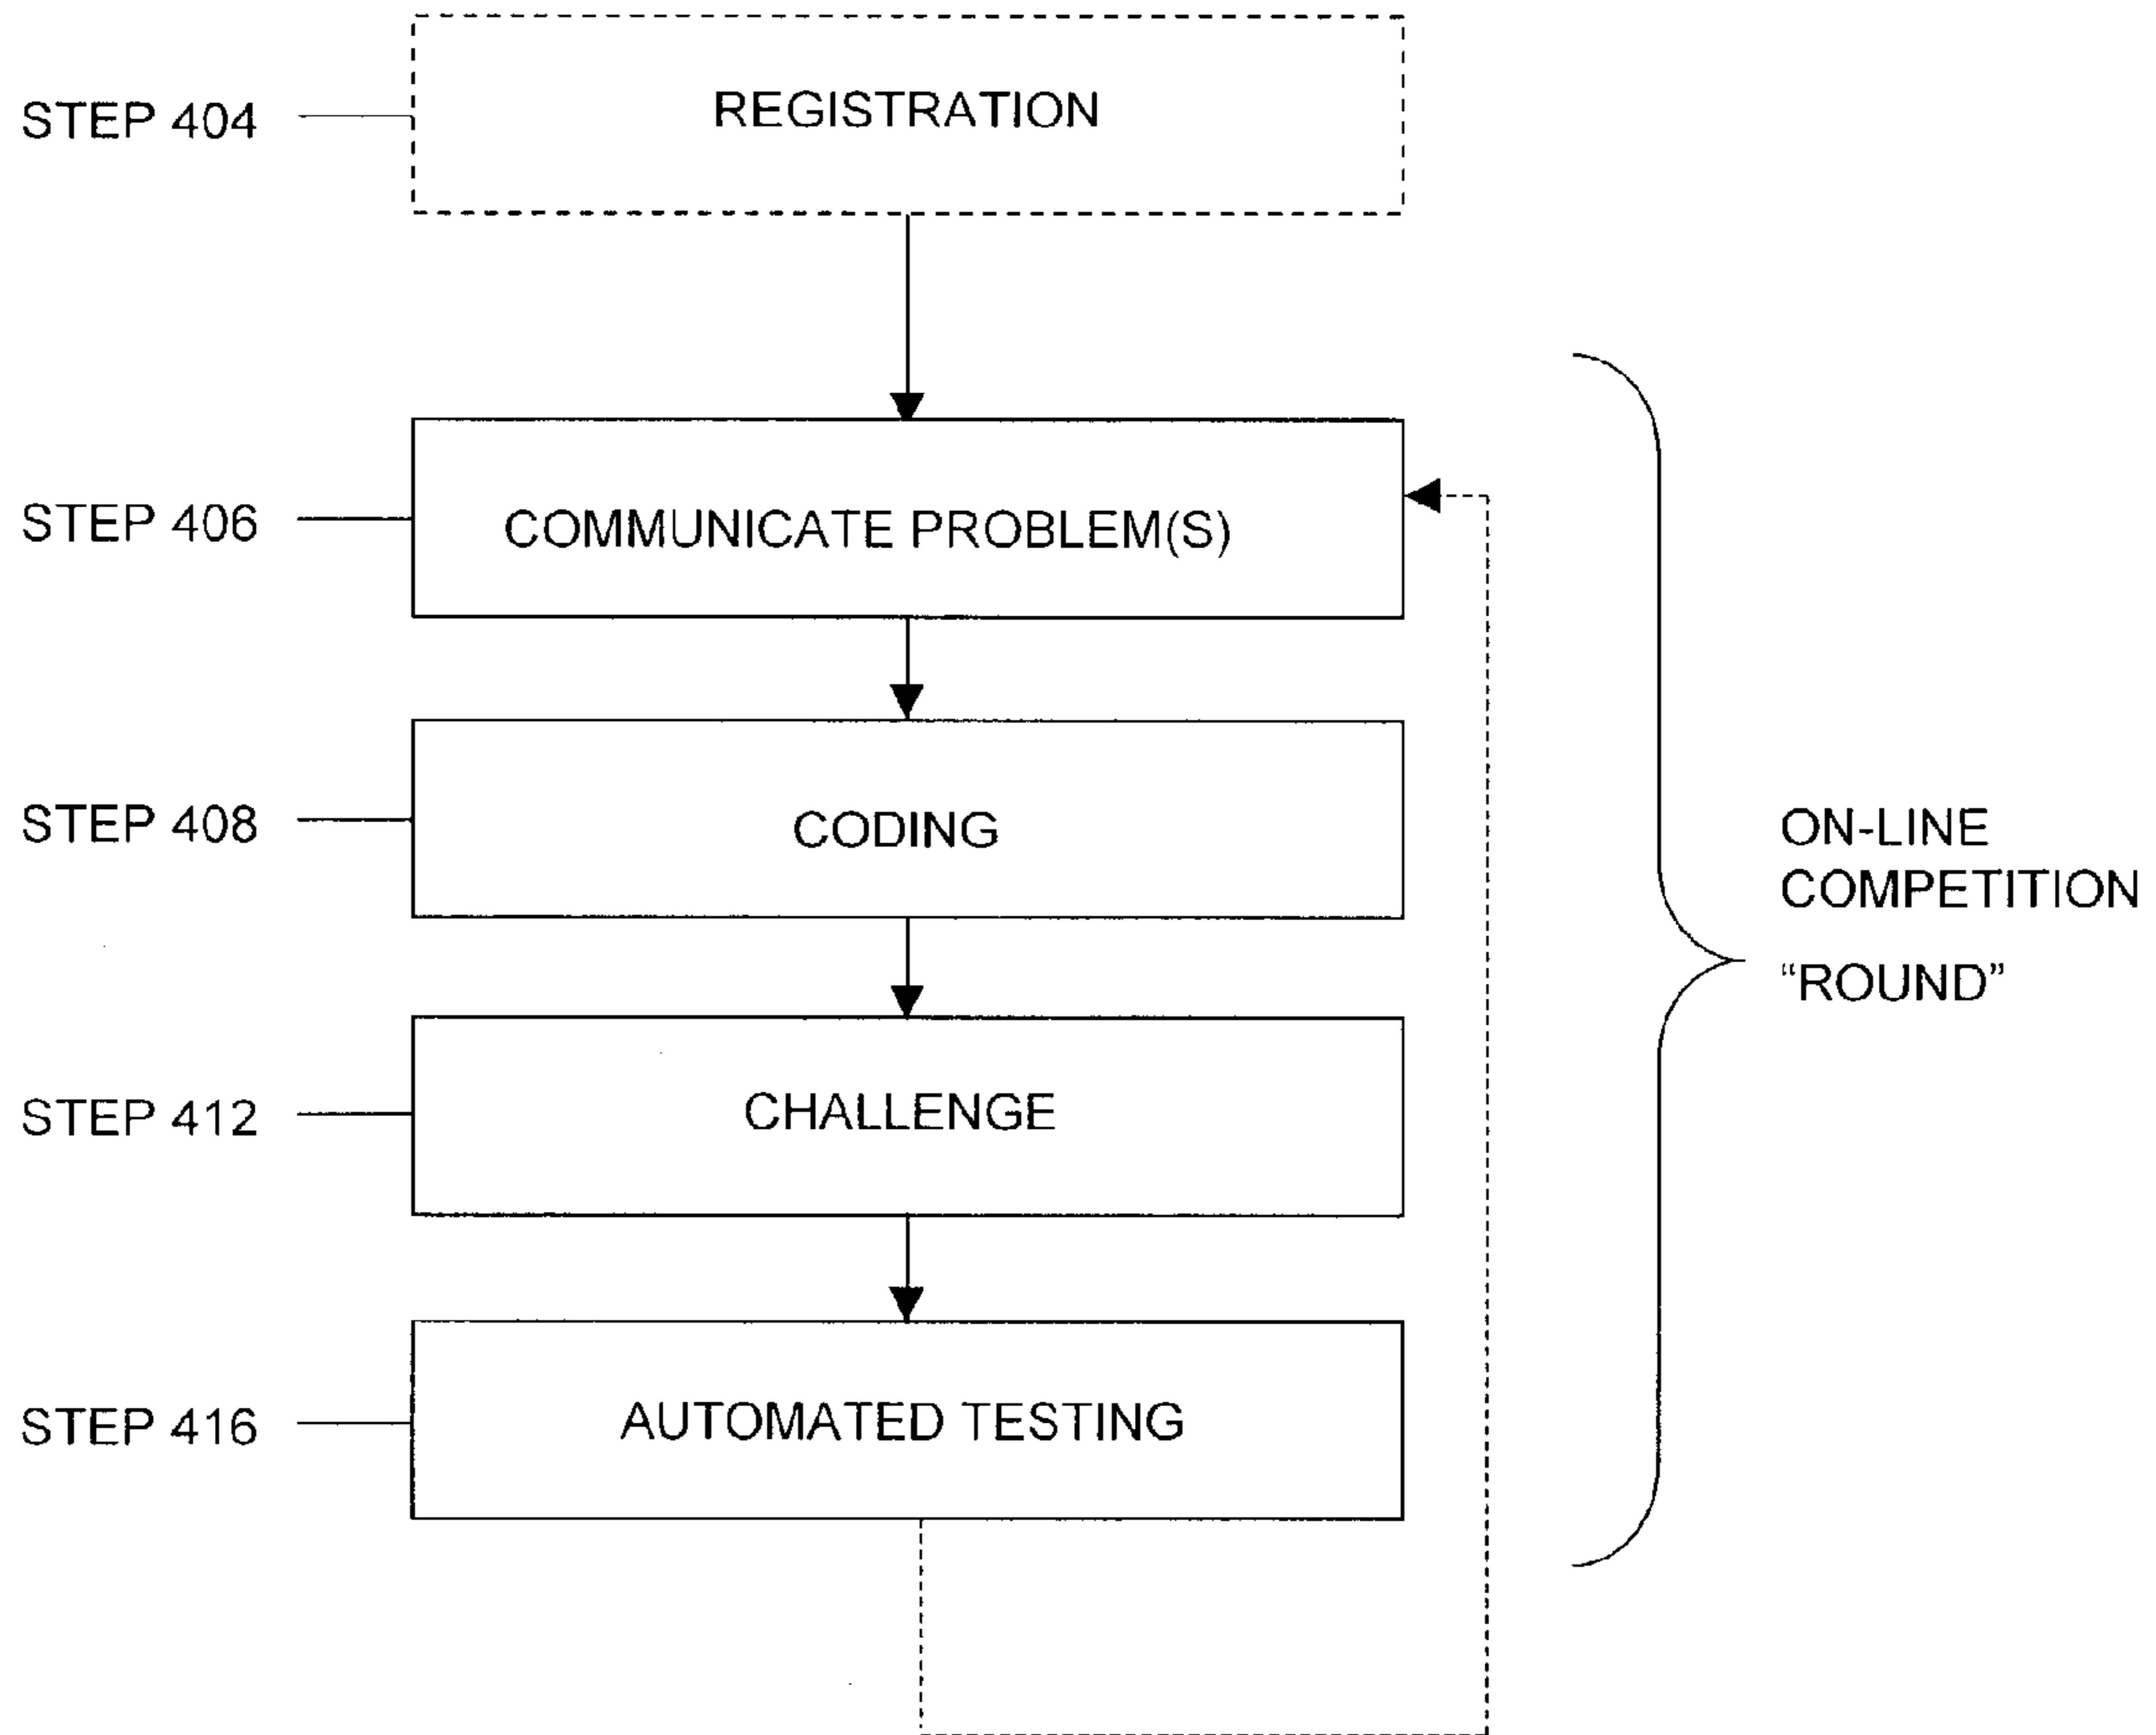 STEP 404
REGISTRATION
STEP 406
COMMUNICATE PROBLEM(S)
STEP 408
CODING
STEP 412
CHALLENGE
STEP 416
AUTOMATED TESTING
ON-LINE
COMPETITION
“ROUND”